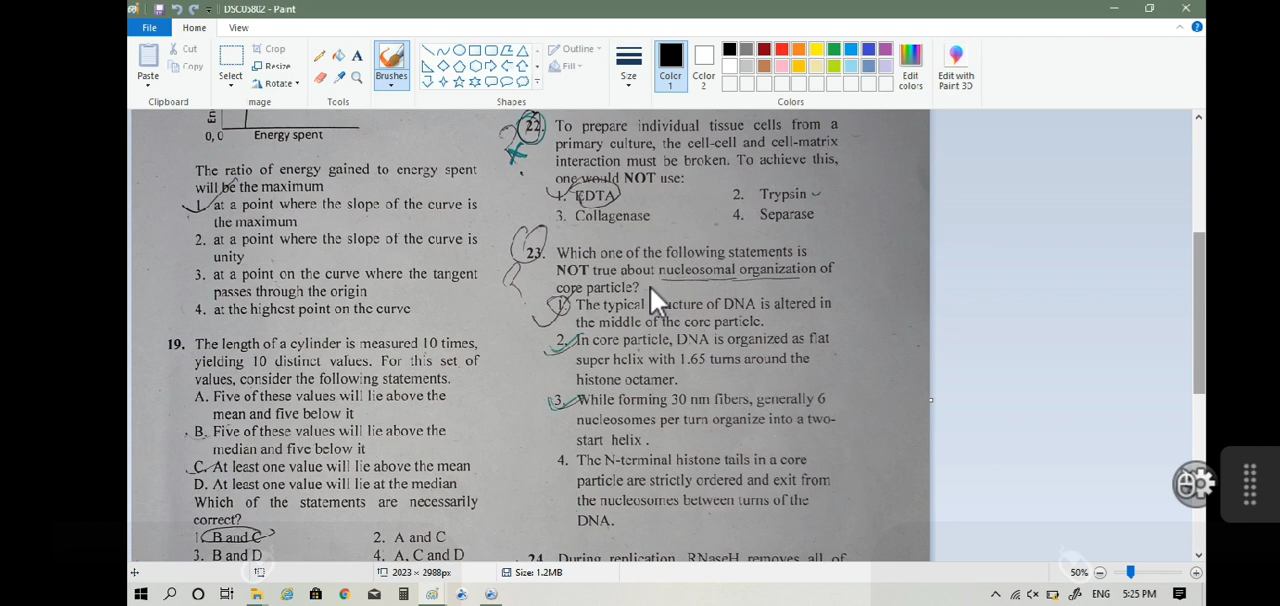 DSC05802 - Paint
File
Home
View
Cut
Copy
Paste
Clipboard
Crop
Resize
Rotate
Select
mage
Tools
Brushes
Outline
Fill
Shapes
Size
Color
1
Color
2
Edit
colors
Edit with
Paint 3D
Colors
0, 0
Energy spent
The ratio of energy gained to energy spent
will be the maximum
1. at a point where the slope of the curve is
the maximum
2. at a point where the slope of the curve is
unity
3. at a point on the curve where the tangent
passes through the origin
4. at the highest point on the curve
19. The length of a cylinder is measured 10 times,
yielding 10 distinct values. For this set of
values, consider the following statements.
A. Five of these values will lie above the
mean and five below it
B. Five of these values will lie above the
median and five below it
C. At least one value will lie above the mean
D. At least one value will lie at the median
Which of the statements are necessarily
correct?
1. B and C
2. A and C
3. B and D
4. A, C and D
22. To prepare individual tissue cells from a
primary culture, the cell-cell and cell-matrix
interaction must be broken. To achieve this,
one would NOT use:
1. EDTA
2. Trypsin
3. Collagenase
4. Separase
23. Which one of the following statements is
NOT true about nucleosomal organization of
core particle?
1. The typical structure of DNA is altered in
the middle of the core particle.
2. In core particle, DNA is organized as flat
super helix with 1.65 turns around the
histone octamer.
3. While forming 30 nm fibers, generally 6
nucleosomes per turn organize into a two-
start helix .
4. The N-terminal histone tails in a core
particle are strictly ordered and exit from
the nucleosomes between turns of the
DNA.
24. During replication, RNaseH removes all of
2023 × 2988px
Size: 1.2MB
50%
ENG
5:25 PM